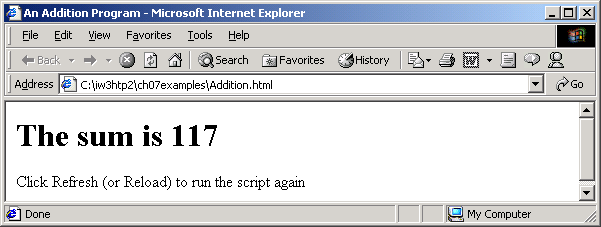 An Addition Program - Microsoft Internet Explorer
File Edit View Favorites Tools Help
Back Search Favorites History
Address C:\iw3htp2\ch07examples\Addition.html Go
The sum is 117
Click Refresh (or Reload) to run the script again
Done My Computer